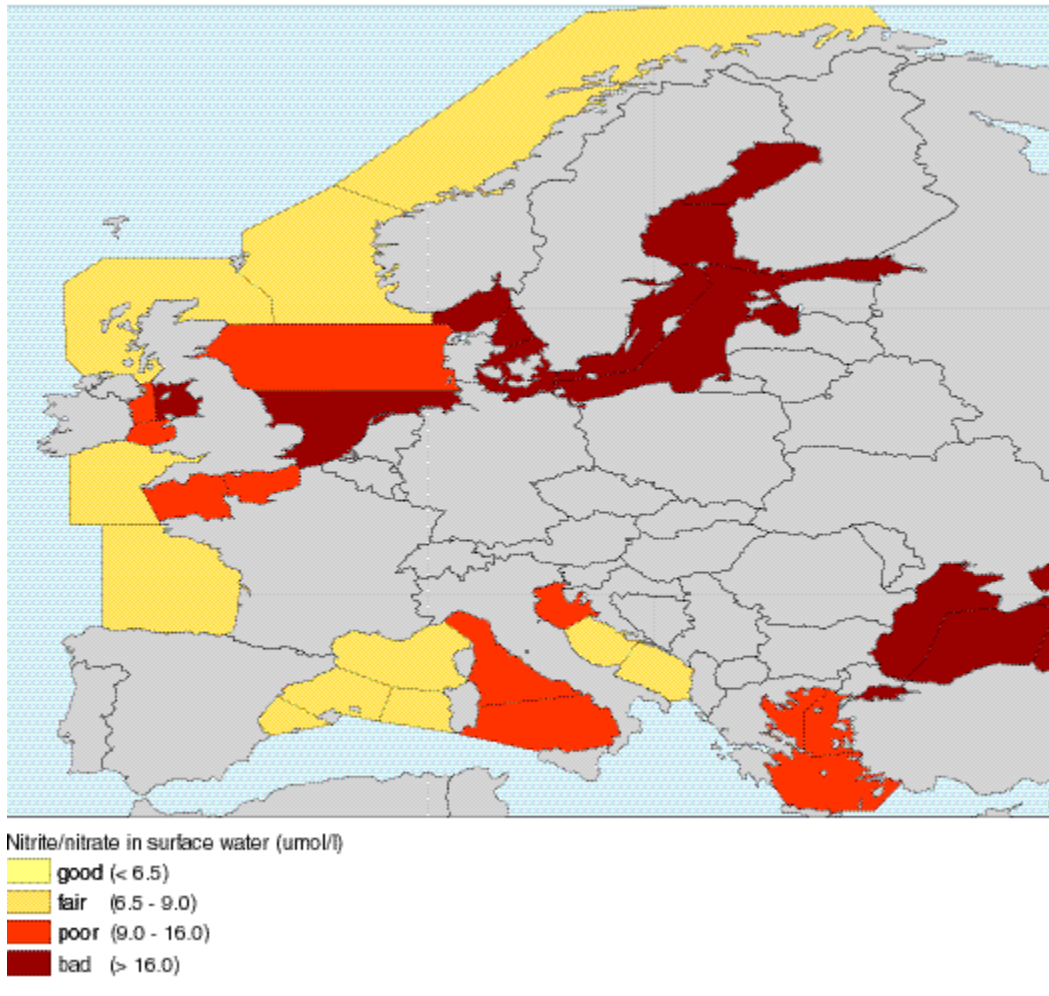 Nitrite/nitrate in surface water (umol/l)
good (< 6.5)
fair (6.5 - 9.0)
poor (9.0 - 16.0)
bad (> 16.0)